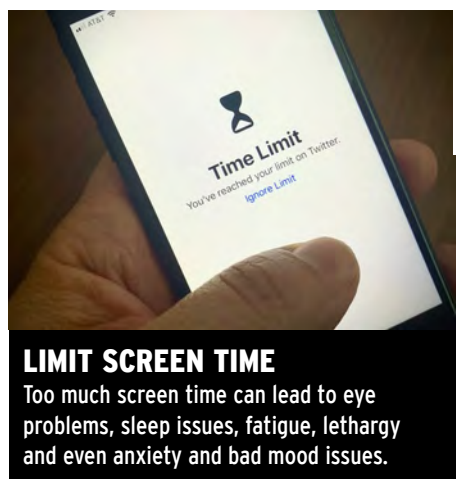 AT&T
Time Limit
You've reached your limit on Twitter.
Ignore Limit
LIMIT SCREEN TIME
Too much screen time can lead to eye
problems, sleep issues, fatigue, lethargy
and even anxiety and bad mood issues.